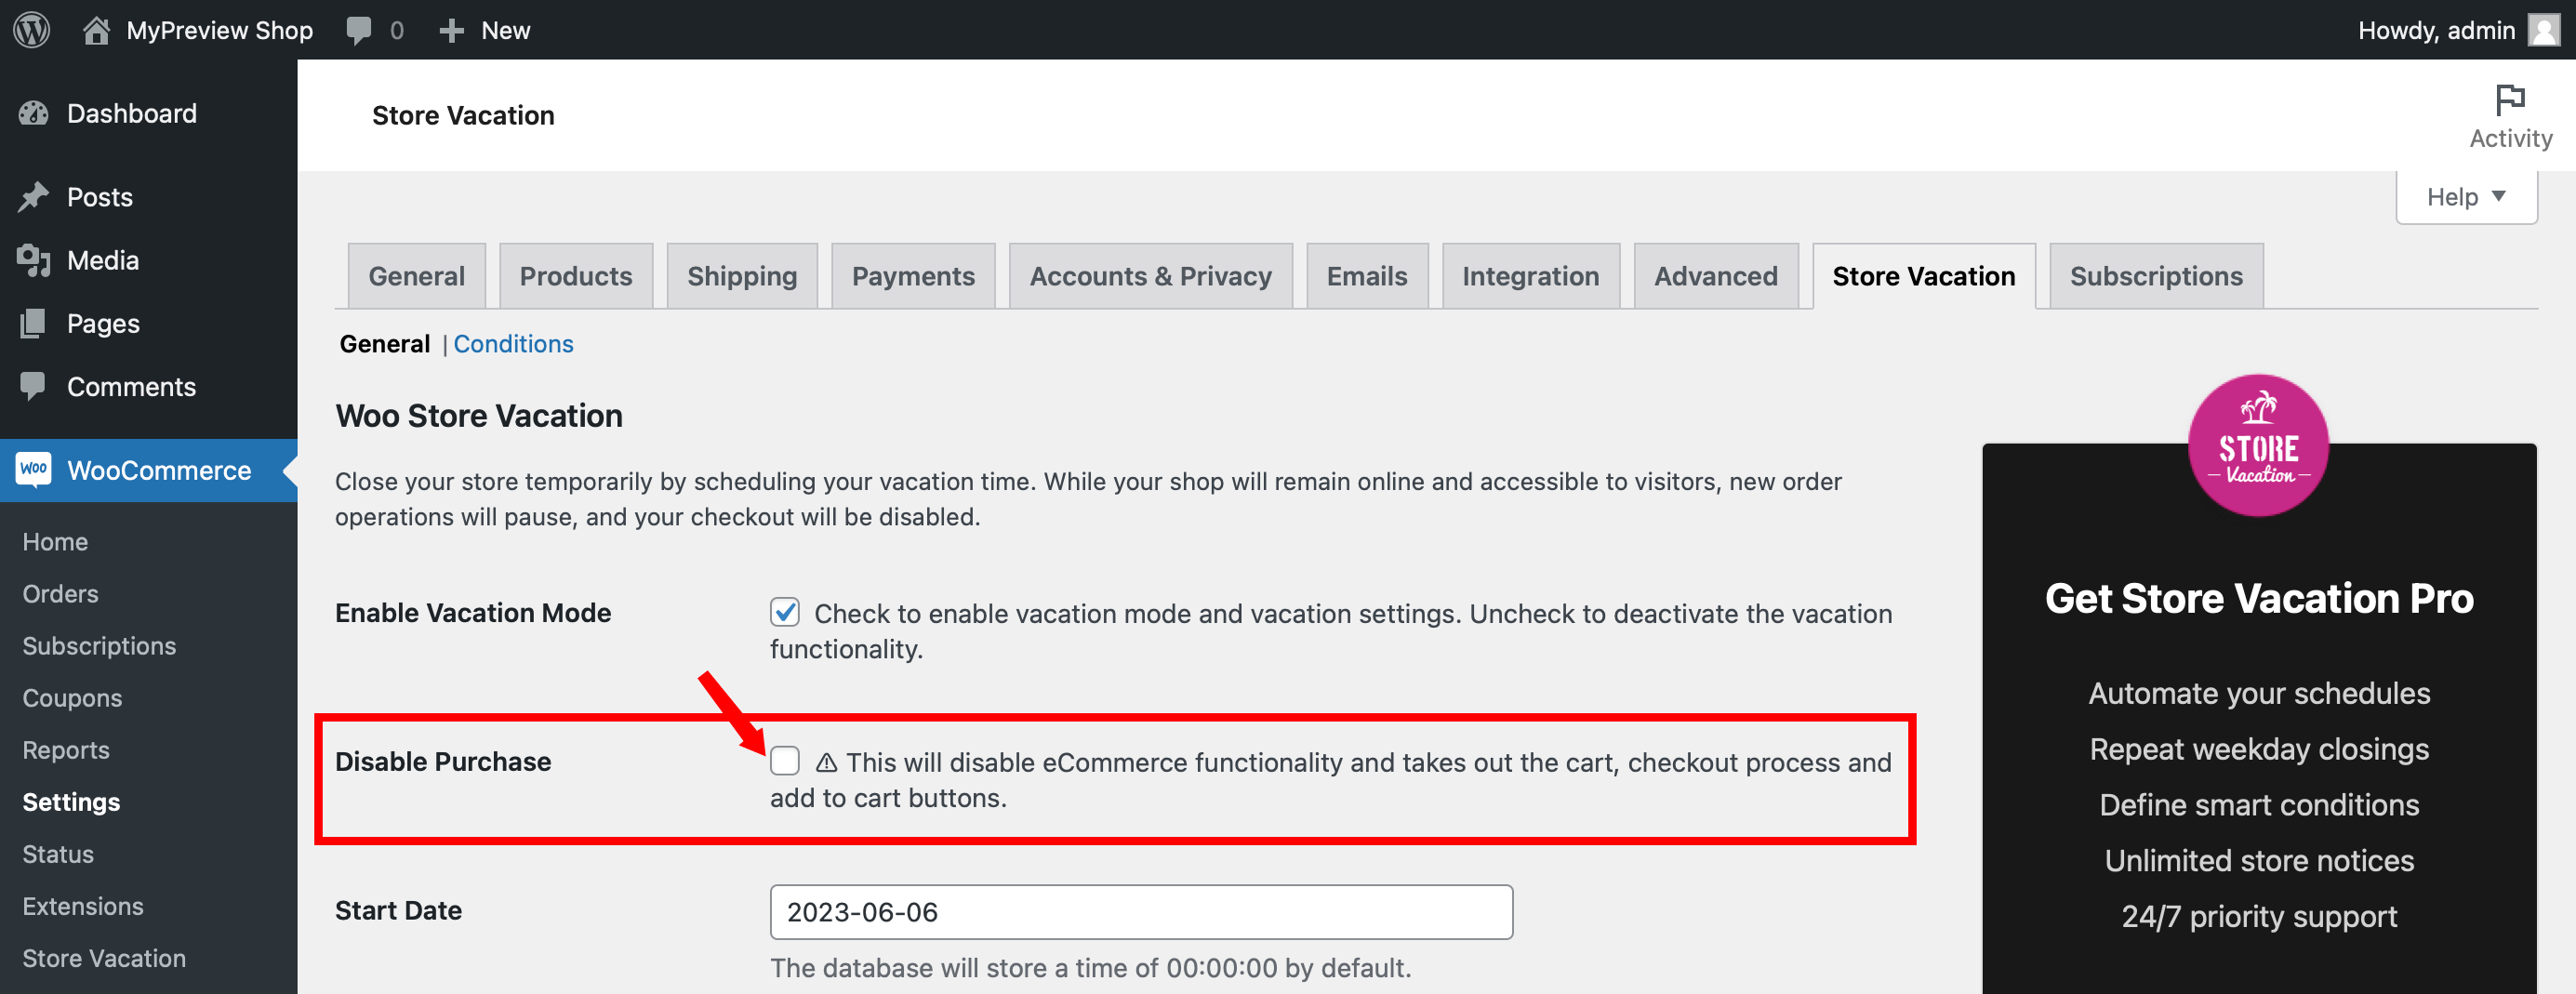 MyPreview Shop 0 New Howdy, admin
Dashboard
Posts
Media
Pages
Comments
Woo WooCommerce
Home
Orders
Subscriptions
Coupons
Reports
Settings
Status
Extensions
Store Vacation
Store Vacation
Activity
Help
General Products Shipping Payments Accounts & Privacy Emails Integration Advanced Store Vacation Subscriptions
General | Conditions
Woo Store Vacation
Close your store temporarily by scheduling your vacation time. While your shop will remain online and accessible to visitors, new order
operations will pause, and your checkout will be disabled.
Enable Vacation Mode
Check to enable vacation mode and vacation settings. Uncheck to deactivate the vacation
functionality.
Disable Purchase
⚠ This will disable eCommerce functionality and takes out the cart, checkout process and
add to cart buttons.
Start Date
2023-06-06
The database will store a time of 00:00:00 by default.
STORE
Vacation
Get Store Vacation Pro
Automate your schedules
Repeat weekday closings
Define smart conditions
Unlimited store notices
24/7 priority support